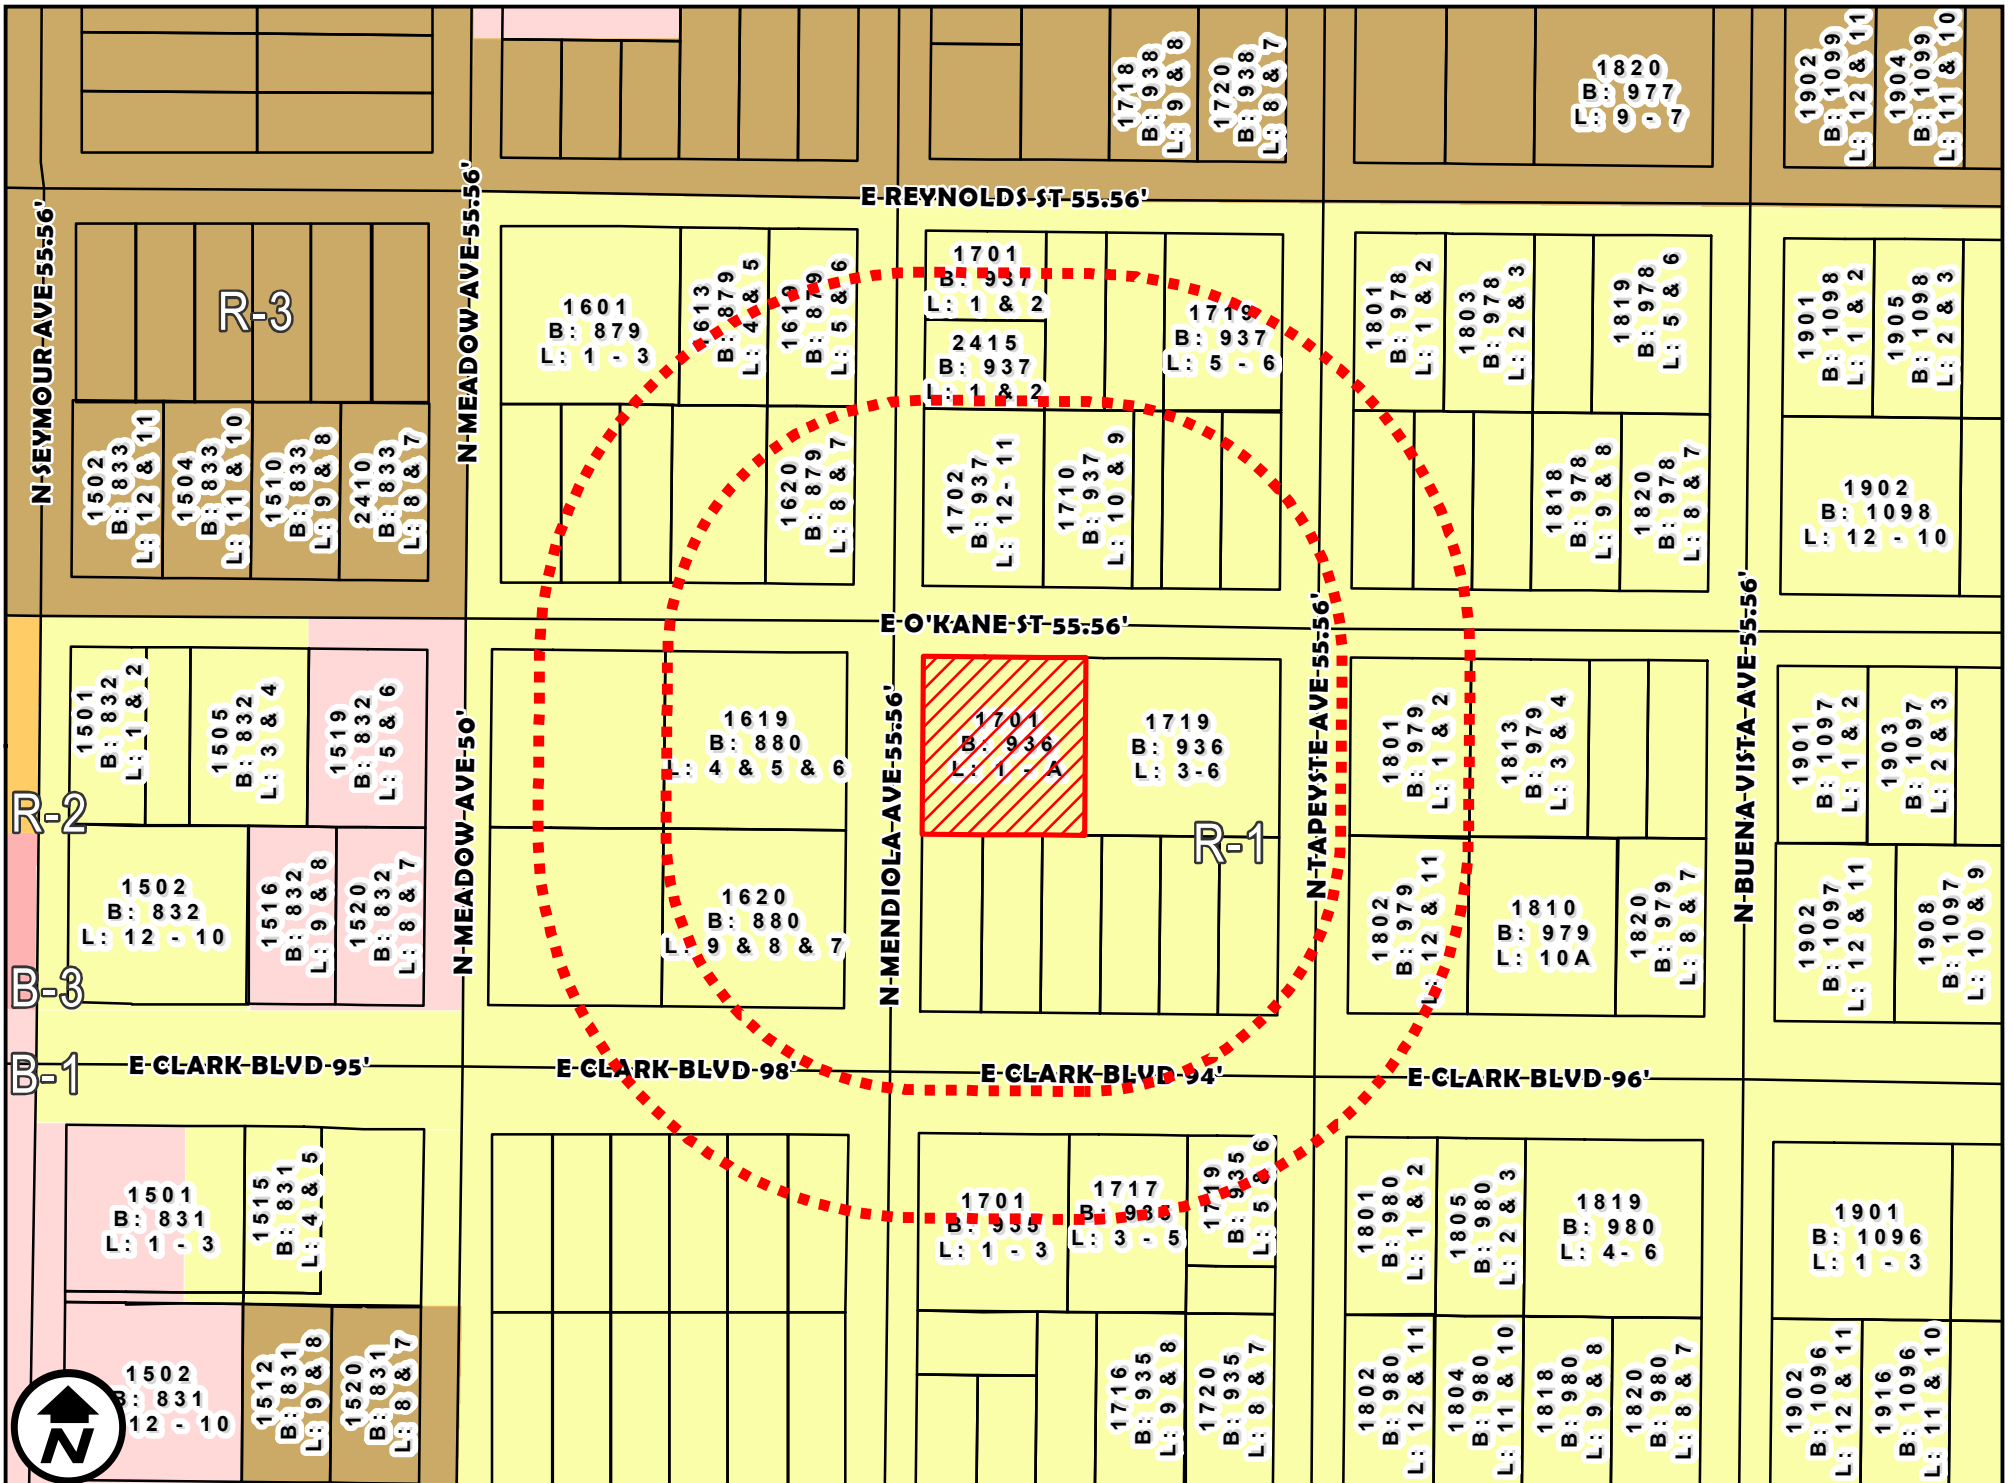 1718
B: 938
L: 9 & 8
1720
B: 938
L: 8 & 7
1820
B: 977
L: 9 - 7
1902
B: 1099
L: 12 & 11
1904
B: 1099
L: 11 & 10
E REYNOLDS ST 55.56'
N SEYMOUR AVE 55.56'
N MEADOW AVE 55.56'
R-3
1601
B: 879
L: 1 - 3
1613
B: 879
L: 4 & 5
1619
B: 879
L: 5 & 6
1701
B: 937
L: 1 & 2
2415
B: 937
L: 1 & 2
1719
B: 937
L: 5 - 6
1801
B: 978
L: 1 & 2
1803
B: 978
L: 2 & 3
1819
B: 978
L: 5 & 6
1901
B: 1098
L: 1 & 2
1905
B: 1098
L: 2 & 3
1502
B: 833
L: 12 & 11
1504
B: 833
L: 11 & 10
1510
B: 833
L: 9 & 8
2410
B: 833
L: 8 & 7
1620
B: 879
L: 8 & 7
1702
B: 937
L: 12- 11
1710
B: 937
L: 10 & 9
1818
B: 978
L: 9 & 8
1820
B: 978
L: 8 & 7
1902
B: 1098
L: 12 - 10
E O'KANE ST 55.56'
N TAPEYSTE AVE 55.56'
N BUENA VISTA AVE 55.56'
1501
B: 832
L: 1 & 2
1505
B: 832
L: 3 & 4
1519
B: 832
L: 5 & 6
N MEADOW AVE 50'
1619
B: 880
L: 4 & 5 & 6
N MENDIOLA AVE 55.56'
1701
B: 936
L: 1 - A
1719
B: 936
L: 3-6
1801
B: 979
L: 1 & 2
1813
B: 979
L: 3 & 4
1901
B: 1097
L: 1 & 2
1903
B: 1097
L: 2 & 3
R-2
R-1
1502
B: 832
L: 12 - 10
1516
B: 832
L: 9 & 8
1520
B: 832
L: 8 & 7
1620
B: 880
L: 9 & 8 & 7
1802
B: 979
L: 12 & 11
1810
B: 979
L: 10A
1820
B: 979
L: 8 & 7
1902
B: 1097
L: 12 & 11
1908
B: 1097
L: 10 & 9
B-3
B-1
E CLARK BLVD 95'
E CLARK BLVD 98'
E CLARK BLVD 94'
E CLARK BLVD 96'
1501
B: 831
L: 1 - 3
1515
B: 831
L: 4 & 5
1701
B: 935
L: 1 - 3
1717
B: 935
L: 3 - 5
1719
B: 935
L: 5 & 6
1801
B: 980
L: 1 & 2
1805
B: 980
L: 2 & 3
1819
B: 980
L: 4- 6
1901
B: 1096
L: 1 - 3
1502
B: 831
12 - 10
1512
B: 831
L: 9 & 8
1520
B: 831
L: 8 & 7
1716
B: 935
L: 9 & 8
1720
B: 935
L: 8 & 7
1802
B: 980
L: 12 & 11
1804
B: 980
L: 11 & 10
1818
B: 980
L: 9 & 8
1820
B: 980
L: 8 & 7
1902
B: 1096
L: 12 & 11
1916
B: 1096
L: 11 & 10
N